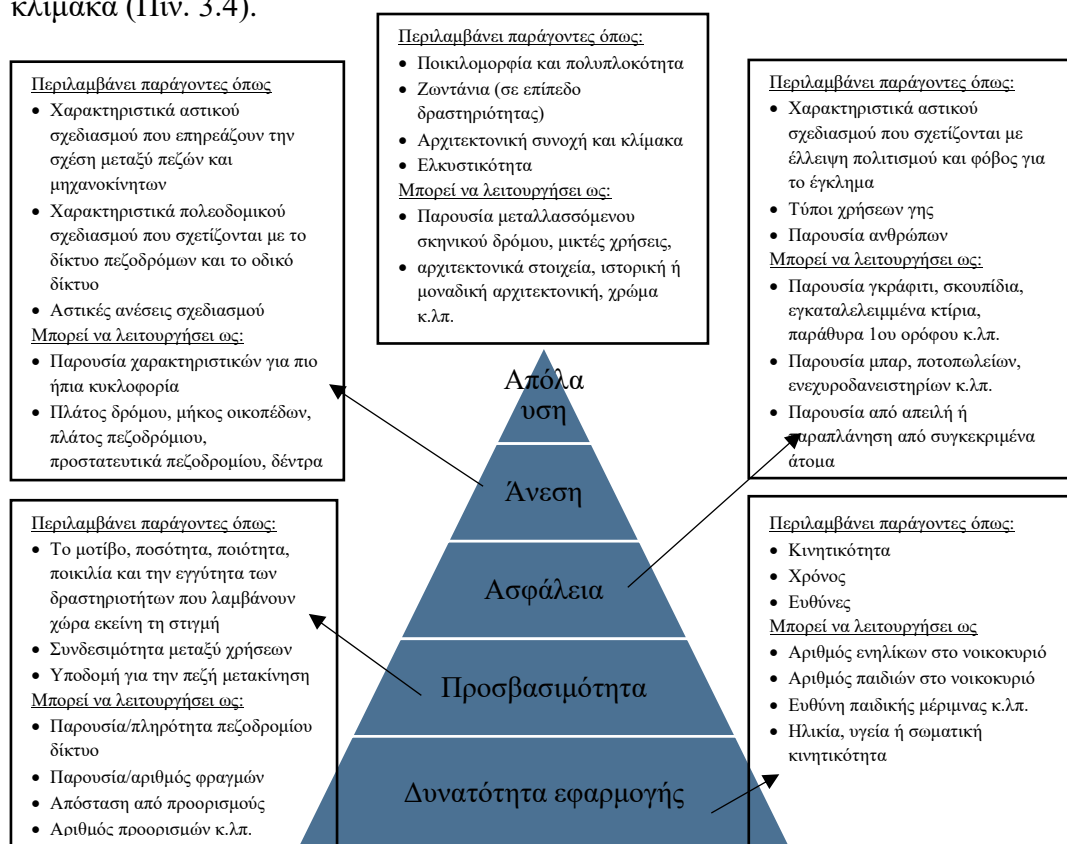 κλίμακα (Πιν. 3.4).
Περιλαμβάνει παράγοντες όπως:
• Ποικιλομορφία και πολυπλοκότητα
• Ζωντάνια (σε επίπεδο
δραστηριότητας)
• Αρχιτεκτονική συνοχή και κλίμακα
• Ελκυστικότητα
Μπορεί να λειτουργήσει ως:
• Παρουσία μεταλλασσόμενου
σκηνικού δρόμου, μικτές χρήσεις,
• αρχιτεκτονικά στοιχεία, ιστορική ή
μοναδική αρχιτεκτονική, χρώμα
κ.λπ.
Περιλαμβάνει παράγοντες όπως
• Χαρακτηριστικά αστικού
σχεδιασμού που επηρεάζουν την
σχέση μεταξύ πεζών και
μηχανοκίνητων
• Χαρακτηριστικά πολεοδομικού
σχεδιασμού που σχετίζονται με το
δίκτυο πεζοδρόμων και το οδικό
δίκτυο
• Αστικές ανέσεις σχεδιασμού
Μπορεί να λειτουργήσει ως:
• Παρουσία χαρακτηριστικών για πιο
ήπια κυκλοφορία
• Πλάτος δρόμου, μήκος οικοπέδων,
πλάτος πεζοδρόμιου,
προστατευτικά πεζοδρομίου, δέντρα
Περιλαμβάνει παράγοντες όπως:
• Χαρακτηριστικά αστικού
σχεδιασμού που σχετίζονται με
έλλειψη πολιτισμού και φόβος για
το έγκλημα
• Τύποι χρήσεων γης
• Παρουσία ανθρώπων
Μπορεί να λειτουργήσει ως:
• Παρουσία γκράφιτι, σκουπίδια,
εγκαταλελειμμένα κτίρια,
παράθυρα 1ου ορόφου κ.λπ.
• Παρουσία μπαρ, ποτοπωλείων,
ενεχυροδανειστηρίων κ.λπ.
• Παρουσία από απειλή ή
παραπλάνηση από συγκεκριμένα
άτομα
Απόλα
υση
Άνεση
Ασφάλεια
Προσβασιμότητα
Δυνατότητα εφαρμογής
Περιλαμβάνει παράγοντες όπως:
• Το μοτίβο, ποσότητα, ποιότητα,
ποικιλία και την εγγύτητα των
δραστηριοτήτων που λαμβάνουν
χώρα εκείνη τη στιγμή
• Συνδεσιμότητα μεταξύ χρήσεων
• Υποδομή για την πεζή μετακίνηση
Μπορεί να λειτουργήσει ως:
• Παρουσία/πληρότητα πεζοδρομίου
δίκτυο
• Παρουσία/αριθμός φραγμών
• Απόσταση από προορισμούς
• Αριθμός προορισμών κ.λπ.
Περιλαμβάνει παράγοντες όπως:
• Κινητικότητα
• Χρόνος
• Ευθύνες
Μπορεί να λειτουργήσει ως
• Αριθμός ενηλίκων στο νοικοκυριό
• Αριθμός παιδιών στο νοικοκυριό
• Ευθύνη παιδικής μέριμνας κ.λπ.
• Ηλικία, υγεία ή σωματική
κινητικότητα